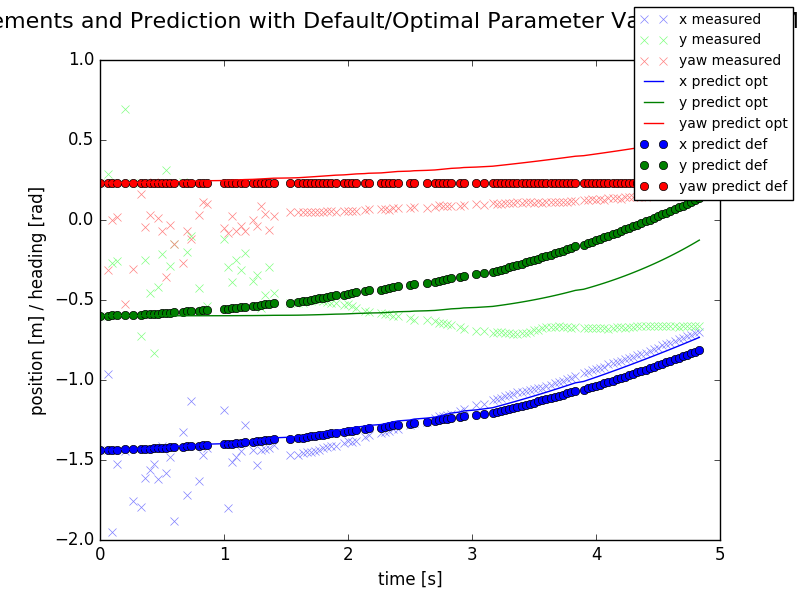 ements and Prediction with Default/Optimal Parameter Va
x measured
y measured
yaw measured
x predict opt
y predict opt
yaw predict opt
x predict def
y predict def
yaw predict def
1.0
0.5
0.0
−0.5
−1.0
−1.5
−2.0
0 1 2 3 4 5
position [m] / heading [rad]
time [s]